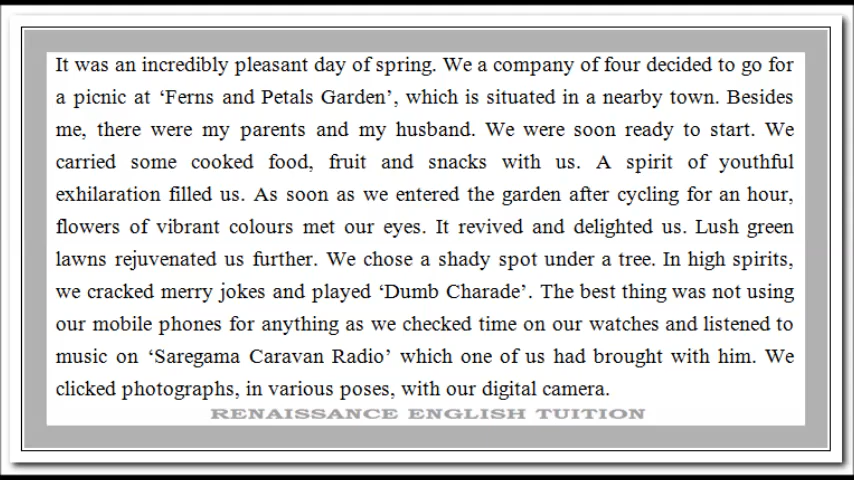 It was an incredibly pleasant day of spring. We a company of four decided to go for
a picnic at ‘Ferns and Petals Garden’, which is situated in a nearby town. Besides
me, there were my parents and my husband. We were soon ready to start. We
carried some cooked food, fruit and snacks with us. A spirit of youthful
exhilaration filled us. As soon as we entered the garden after cycling for an hour,
flowers of vibrant colours met our eyes. It revived and delighted us. Lush green
lawns rejuvenated us further. We chose a shady spot under a tree. In high spirits,
we cracked merry jokes and played ‘Dumb Charade’. The best thing was not using
our mobile phones for anything as we checked time on our watches and listened to
music on ‘Saregama Caravan Radio’ which one of us had brought with him. We
clicked photographs, in various poses, with our digital camera.
RENAISSANCE ENGLISH TUITION